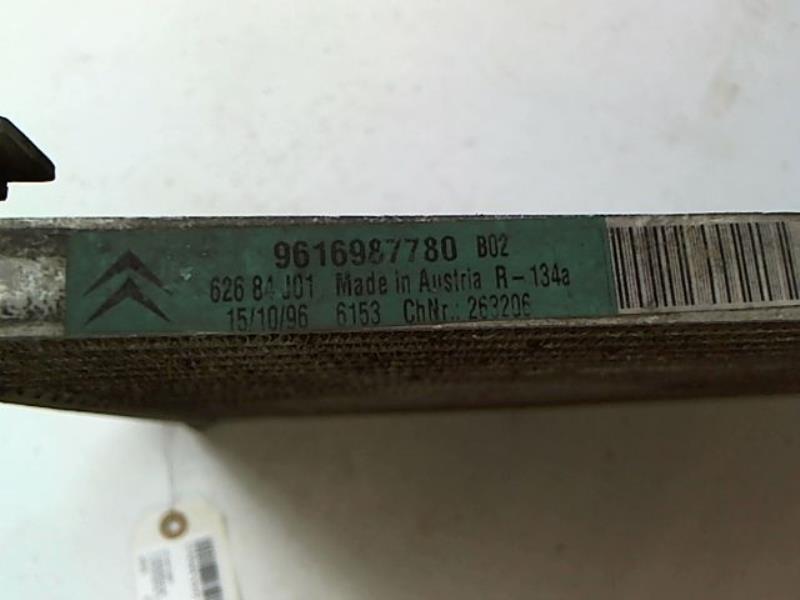 9616987780 B02
626 84 J01 Made in Austria R-134a
15/10/96 6153 ChNr.: 263206